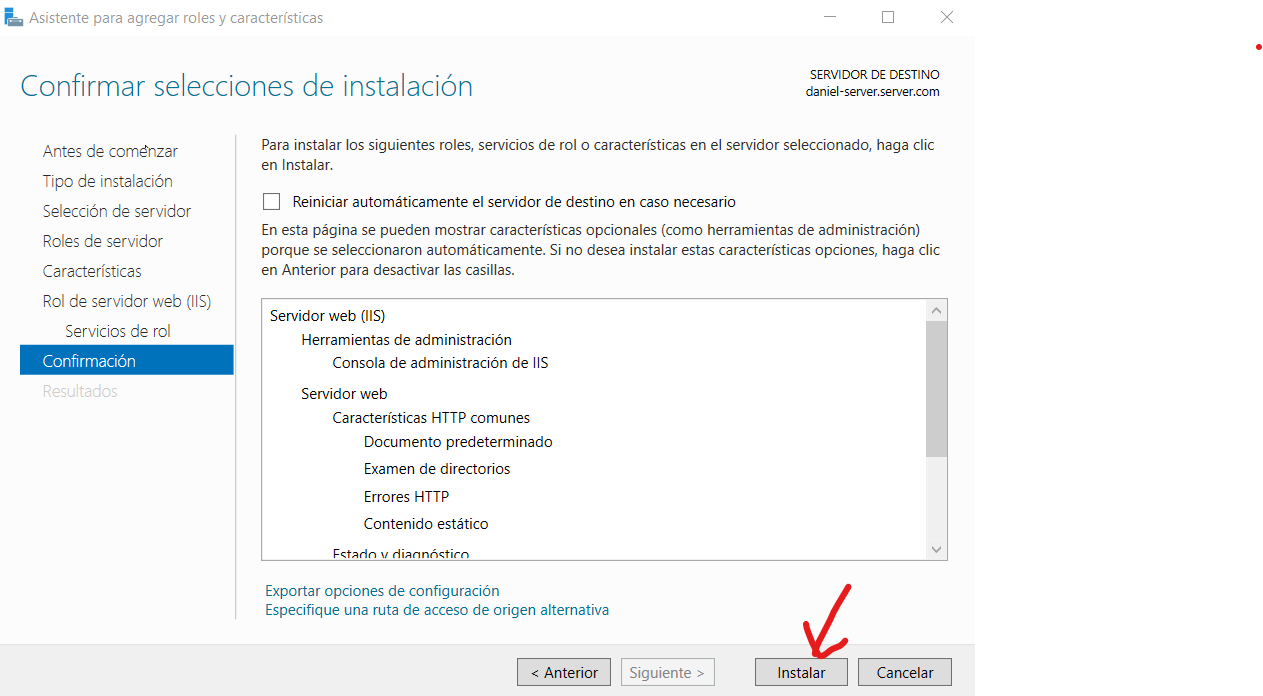 Asistente para agregar roles y características
Confirmar selecciones de instalación
SERVIDOR DE DESTINO
daniel-server.server.com
Antes de comenzar
Tipo de instalación
Selección de servidor
Roles de servidor
Características
Rol de servidor web (IIS)
Servicios de rol
Confirmación
Resultados
Para instalar los siguientes roles, servicios de rol o características en el servidor seleccionado, haga clic
en Instalar.
Reiniciar automáticamente el servidor de destino en caso necesario
En esta página se pueden mostrar características opcionales (como herramientas de administración)
porque se seleccionaron automáticamente. Si no desea instalar estas características opciones, haga clic
en Anterior para desactivar las casillas.
Servidor web (IIS)
Herramientas de administración
Consola de administración de IIS
Servidor web
Características HTTP comunes
Documento predeterminado
Examen de directorios
Errores HTTP
Contenido estático
Estado y diagnóstico
Exportar opciones de configuración
Especifique una ruta de acceso de origen alternativa
< Anterior
Siguiente >
Instalar
Cancelar